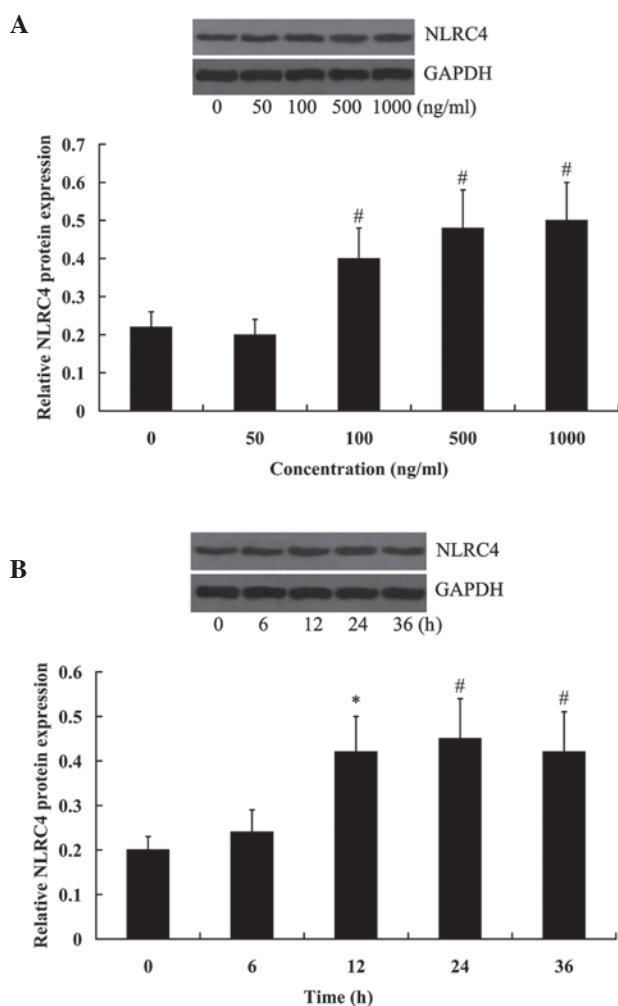 A
NLRC4
GAPDH
0 50 100 500 1000 (ng/ml)
Relative NLRC4 protein expression
0.7
0.6
0.5
0.4
0.3
0.2
0.1
0
#
#
#
0 50 100 500 1000
Concentration (ng/ml)
B
NLRC4
GAPDH
0 6 12 24 36 (h)
Relative NLRC4 protein expression
0.6
0.5
0.4
0.3
0.2
0.1
0
*
#
#
0 6 12 24 36
Time (h)